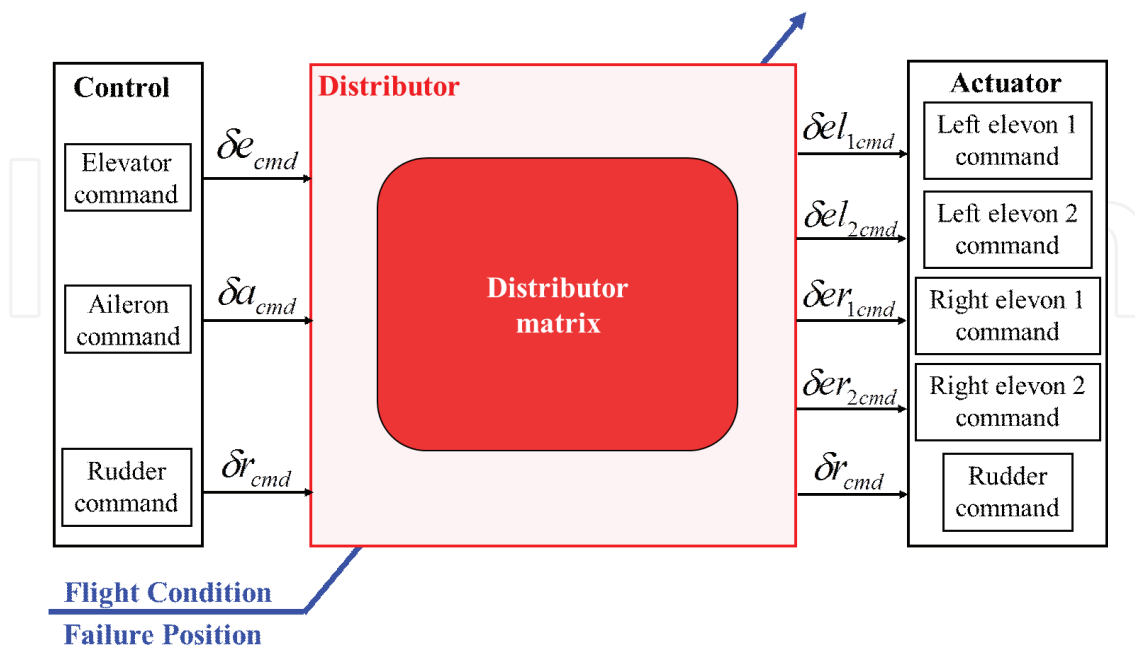 Control
Elevator
command
Aileron
command
Rudder
command
δe_cmd
δa_cmd
δr_cmd
Distributor
Distributor
matrix
δel_1cmd
δel_2cmd
δer_1cmd
δer_2cmd
δr_cmd
Actuator
Left elevon 1
command
Left elevon 2
command
Right elevon 1
command
Right elevon 2
command
Rudder
command
Flight Condition
Failure Position